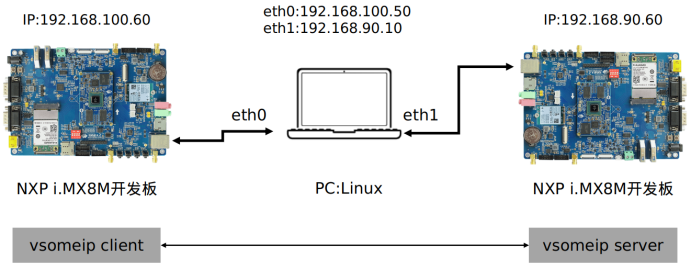 IP:192.168.100.60
eth0:192.168.100.50
eth1:192.168.90.10
IP:192.168.90.60
eth0
eth1
NXP i.MX8M开发板
PC:Linux
NXP i.MX8M开发板
vsomeip client
vsomeip server